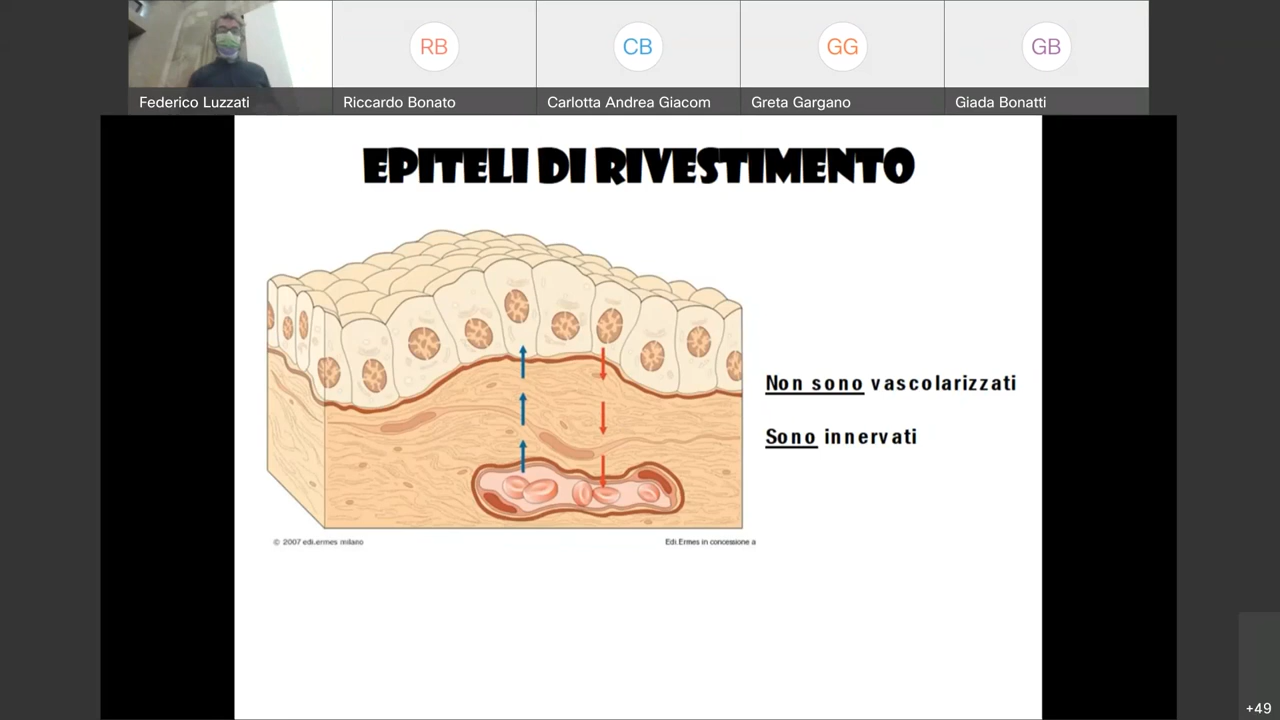 RB
CB
GG
GB
Federico Luzzati
Riccardo Bonato
Carlotta Andrea Giacom
Greta Gargano
Giada Bonatti
EPITELI DI RIVESTIMENTO
Non sono vascolarizzati
Sono innervati
© 2007 edi.ermes milano
Edi Ermes in concessione a
+49